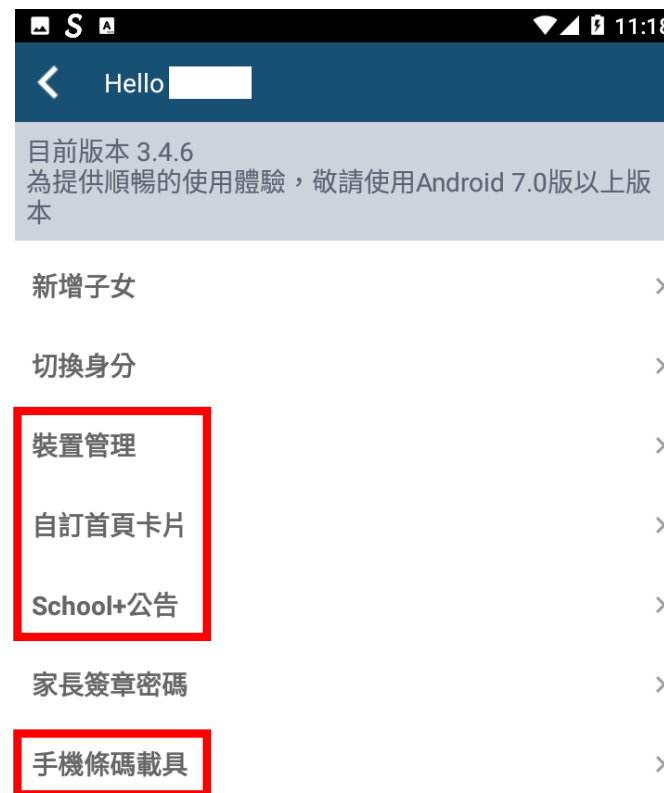 11:18
Hello
目前版本 3.4.6
為提供順暢的使用體驗，敬請使用Android 7.0版以上版
本
新增子女
切換身分
裝置管理
自訂首頁卡片
School+公告
家長簽章密碼
手機條碼載具